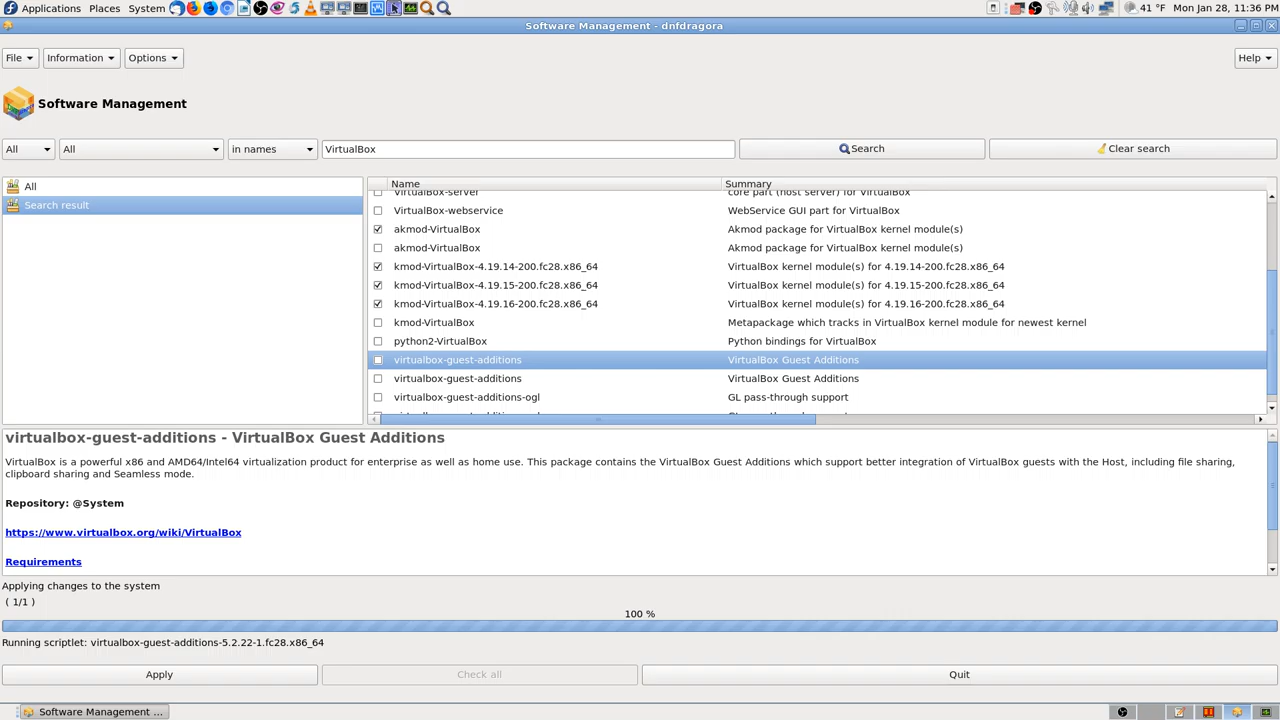 Applications Places System 41 °F Mon Jan 28, 11:36 PM
Software Management - dnfdragora
File Information Options Help
Software Management
All All in names VirtualBox Search Clear search
All
Search result
Name Summary
VirtualBox-server core part (host server) for VirtualBox
VirtualBox-webservice WebService GUI part for VirtualBox
akmod-VirtualBox Akmod package for VirtualBox kernel module(s)
akmod-VirtualBox Akmod package for VirtualBox kernel module(s)
kmod-VirtualBox-4.19.14-200.fc28.x86_64 VirtualBox kernel module(s) for 4.19.14-200.fc28.x86_64
kmod-VirtualBox-4.19.15-200.fc28.x86_64 VirtualBox kernel module(s) for 4.19.15-200.fc28.x86_64
kmod-VirtualBox-4.19.16-200.fc28.x86_64 VirtualBox kernel module(s) for 4.19.16-200.fc28.x86_64
kmod-VirtualBox Metapackage which tracks in VirtualBox kernel module for newest kernel
python2-VirtualBox Python bindings for VirtualBox
virtualbox-guest-additions VirtualBox Guest Additions
virtualbox-guest-additions VirtualBox Guest Additions
virtualbox-guest-additions-ogl GL pass-through support
virtualbox-guest-additions - VirtualBox Guest Additions
VirtualBox is a powerful x86 and AMD64/Intel64 virtualization product for enterprise as well as home use. This package contains the VirtualBox Guest Additions which support better integration of VirtualBox guests with the Host, including file sharing,
clipboard sharing and Seamless mode.
Repository: @System
https://www.virtualbox.org/wiki/VirtualBox
Requirements
Applying changes to the system
( 1/1 )
100 %
Running scriptlet: virtualbox-guest-additions-5.2.22-1.fc28.x86_64
Apply Check all Quit
Software Management ...